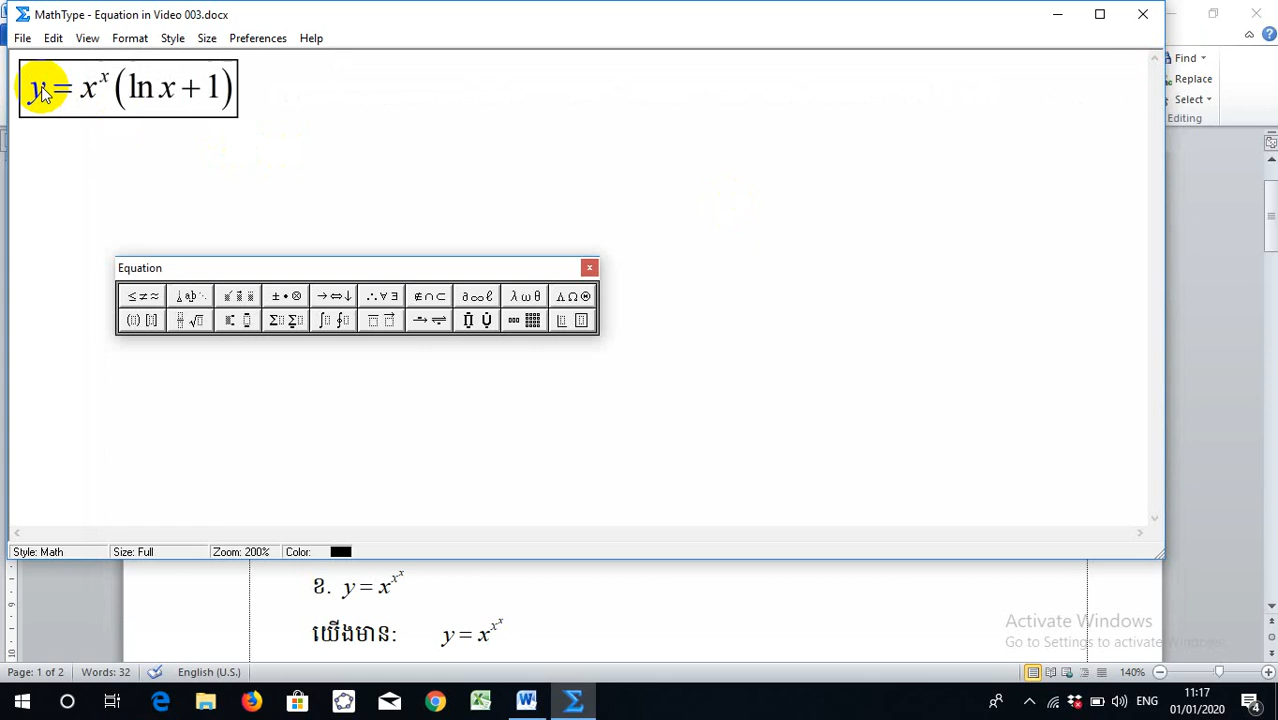 MathType - Equation in Video 003.docx
File Edit View Format Style Size Preferences Help
y = x^x (ln x + 1)
Find
Replace
Select
Editing
Equation
Style: Math Size: Full Zoom: 200% Color:
ខ. y = x^{x^x}
យើងមាន: y = x^{x^x}
Activate Windows
Go to Settings to activate Windows.
Page: 1 of 2 Words: 32 English (U.S.) 140%
ENG 11:17
01/01/2020 4